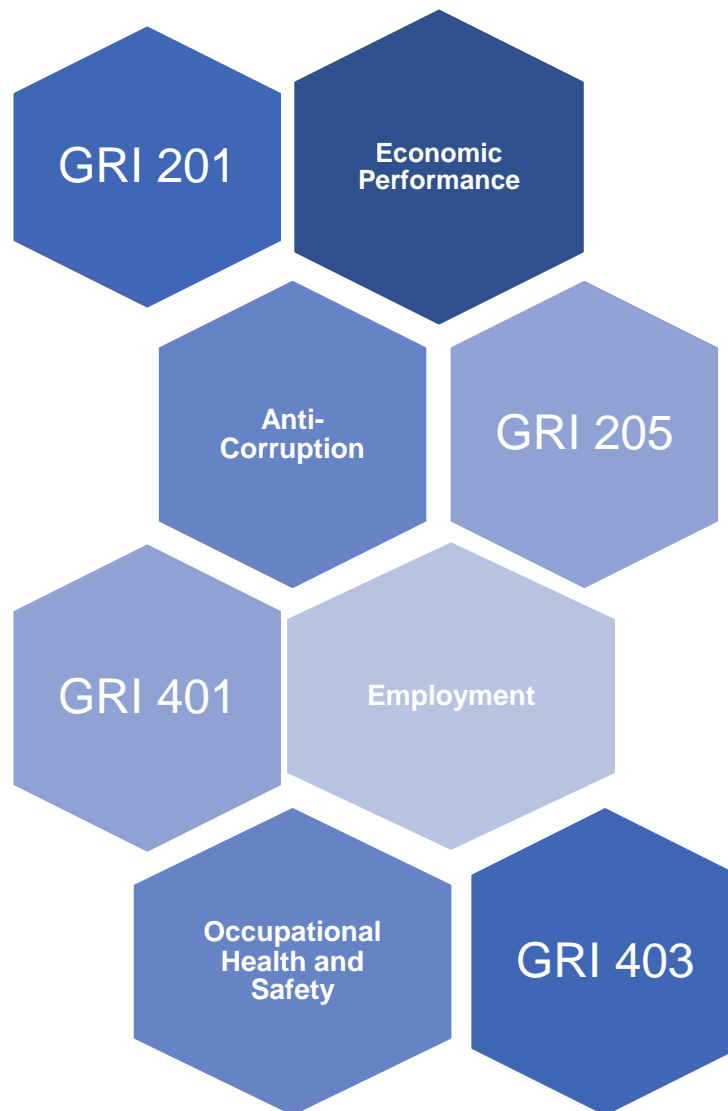 GRI 201
Economic
Performance
Anti-
Corruption
GRI 205
GRI 401
Employment
Occupational
Health and
Safety
GRI 403